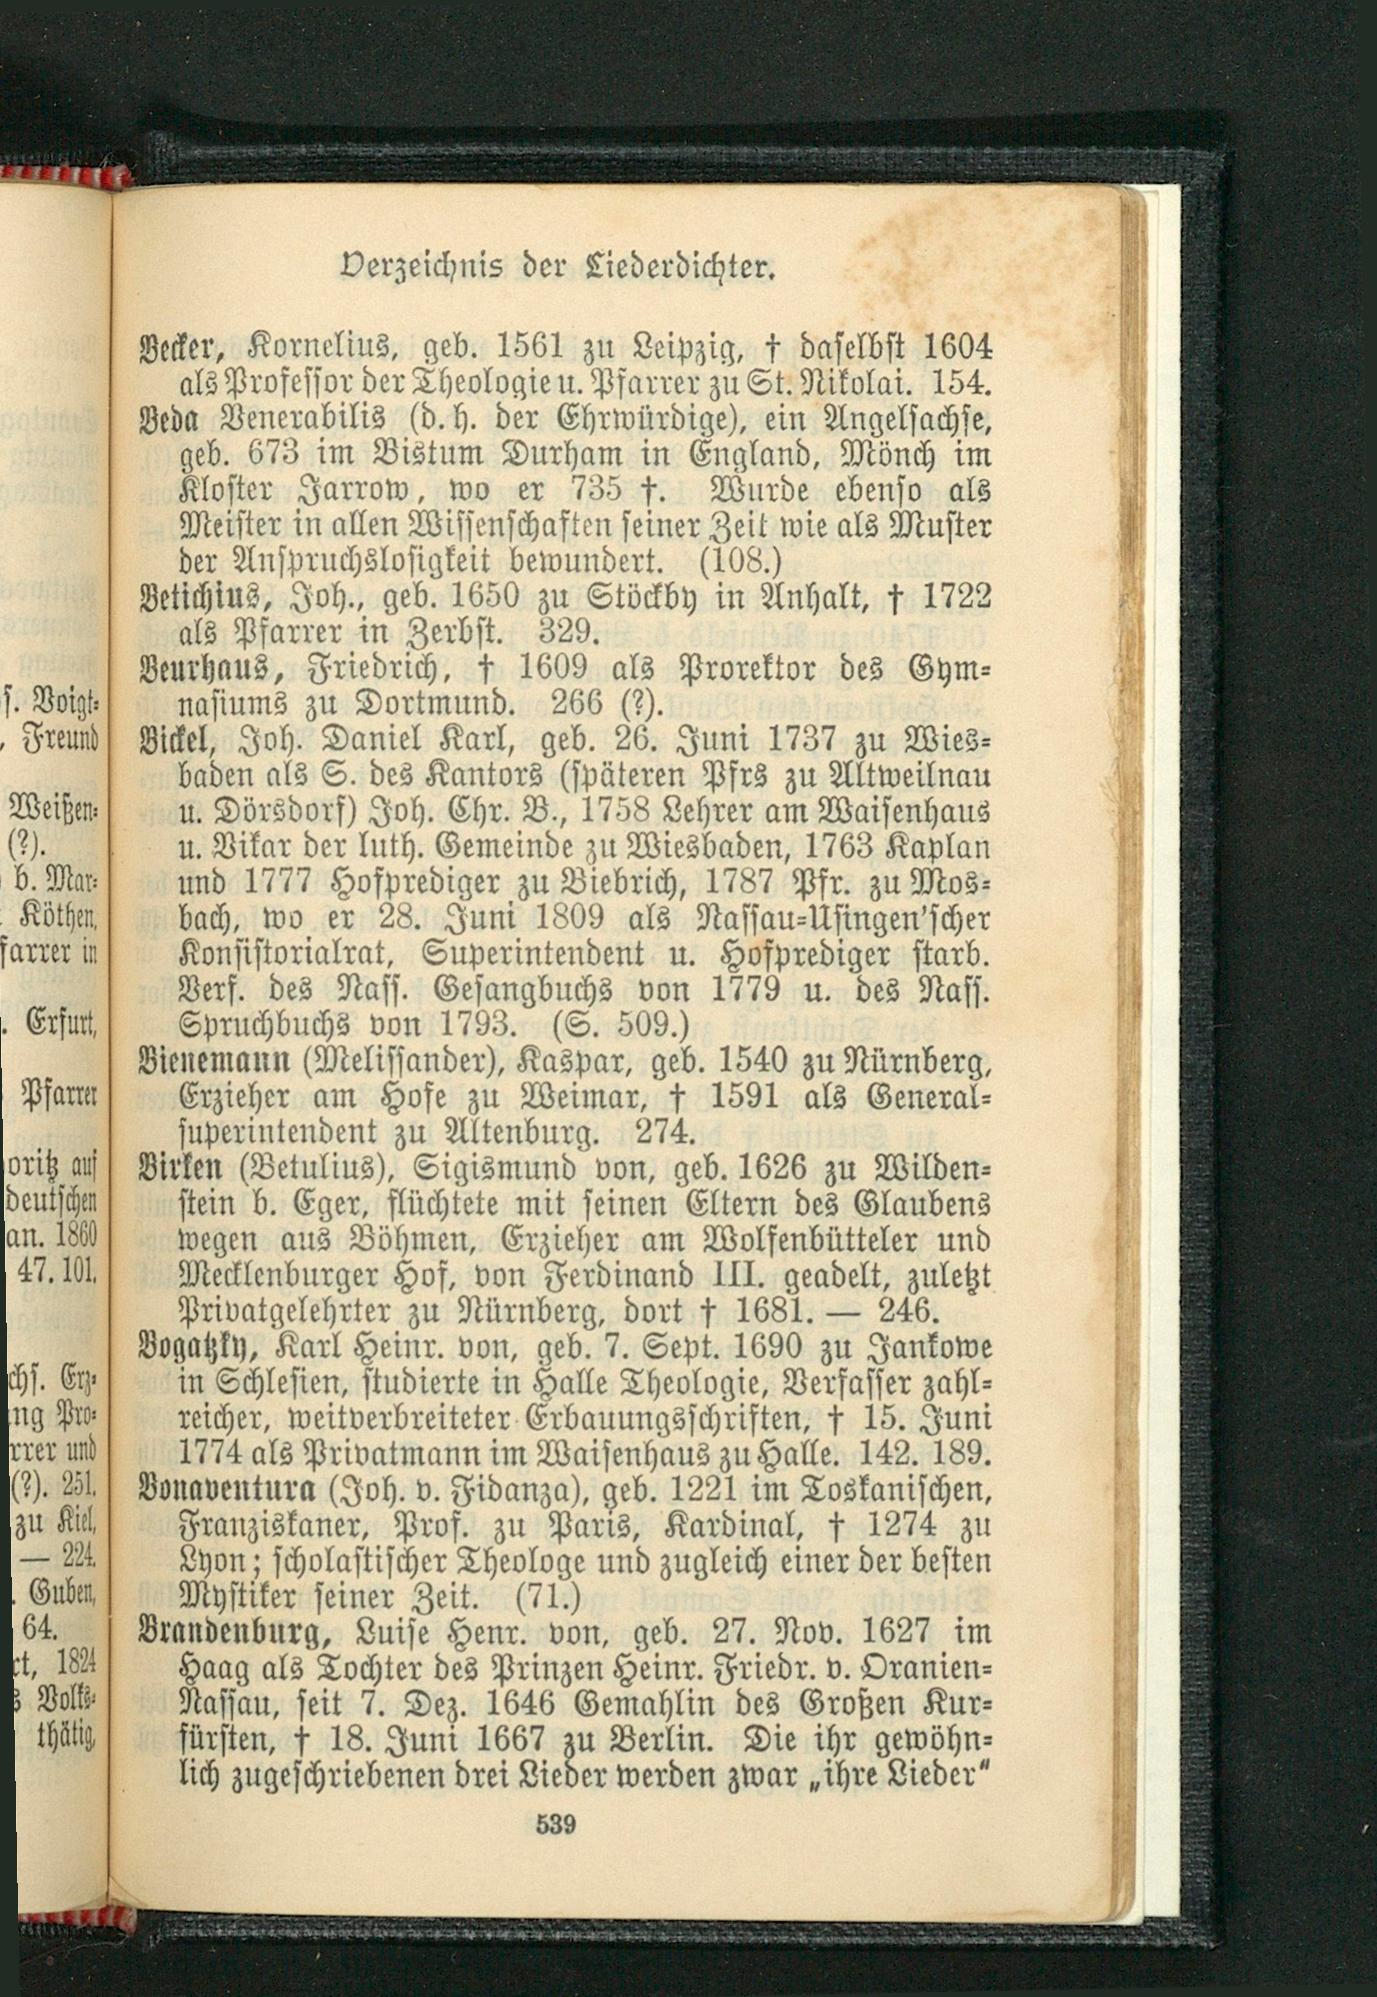 Verzeichnis der Liederdichter.
Becker, Kornelius, geb. 1561 zu Leipzig, † daselbst 1604
als Professor der Theologie u. Pfarrer zu St. Nikolai. 154.
Beda Venerabilis (d. h. der Ehrwürdige), ein Angelsachse,
geb. 673 im Bistum Durham in England, Mönch im
Kloster Jarrow, wo er 735 †. Wurde ebenso als
Meister in allen Wissenschaften seiner Zeit wie als Muster
der Anspruchslosigkeit bewundert. (108.)
Betichius, Joh., geb. 1650 zu Stöckby in Anhalt, † 1722
als Pfarrer in Zerbst. 329.
Beurhaus, Friedrich, † 1609 als Prorektor des Gym-
nasiums zu Dortmund. 266 (?).
Bickel, Joh. Daniel Karl, geb. 26. Juni 1737 zu Wies-
baden als S. des Kantors (späteren Pfrs zu Altweilnau
u. Dörsdorf) Joh. Chr. B., 1758 Lehrer am Waisenhaus
u. Vikar der luth. Gemeinde zu Wiesbaden, 1763 Kaplan
und 1777 Hofprediger zu Biebrich, 1787 Pfr. zu Mos-
bach, wo er 28. Juni 1809 als Nassau-Usingen'scher
Konsistorialrat, Superintendent u. Hofprediger starb.
Verf. des Nass. Gesangbuchs von 1779 u. des Nass.
Spruchbuchs von 1793. (S. 509.)
Bienemann (Melissander), Kaspar, geb. 1540 zu Nürnberg,
Erzieher am Hofe zu Weimar, † 1591 als General-
superintendent zu Altenburg. 274.
Birken (Betulius), Sigismund von, geb. 1626 zu Wilden-
stein b. Eger, flüchtete mit seinen Eltern des Glaubens
wegen aus Böhmen, Erzieher am Wolfenbütteler und
Mecklenburger Hof, von Ferdinand III. geadelt, zuletzt
Privatgelehrter zu Nürnberg, dort † 1681. — 246.
Bogatzky, Karl Heinr. von, geb. 7. Sept. 1690 zu Jankowe
in Schlesien, studierte in Halle Theologie, Verfasser zahl-
reicher, weitverbreiteter Erbauungsschriften, † 15. Juni
1774 als Privatmann im Waisenhaus zu Halle. 142. 189.
Bonaventura (Joh. v. Fidanza), geb. 1221 im Toskanischen,
Franziskaner, Prof. zu Paris, Kardinal, † 1274 zu
Lyon; scholastischer Theologe und zugleich einer der besten
Mystiker seiner Zeit. (71.)
Brandenburg, Luise Henr. von, geb. 27. Nov. 1627 im
Haag als Tochter des Prinzen Heinr. Friedr. v. Oranien-
Nassau, seit 7. Dez. 1646 Gemahlin des Großen Kur-
fürsten, † 18. Juni 1667 zu Berlin. Die ihr gewöhn-
lich zugeschriebenen drei Lieder werden zwar „ihre Lieder“
539